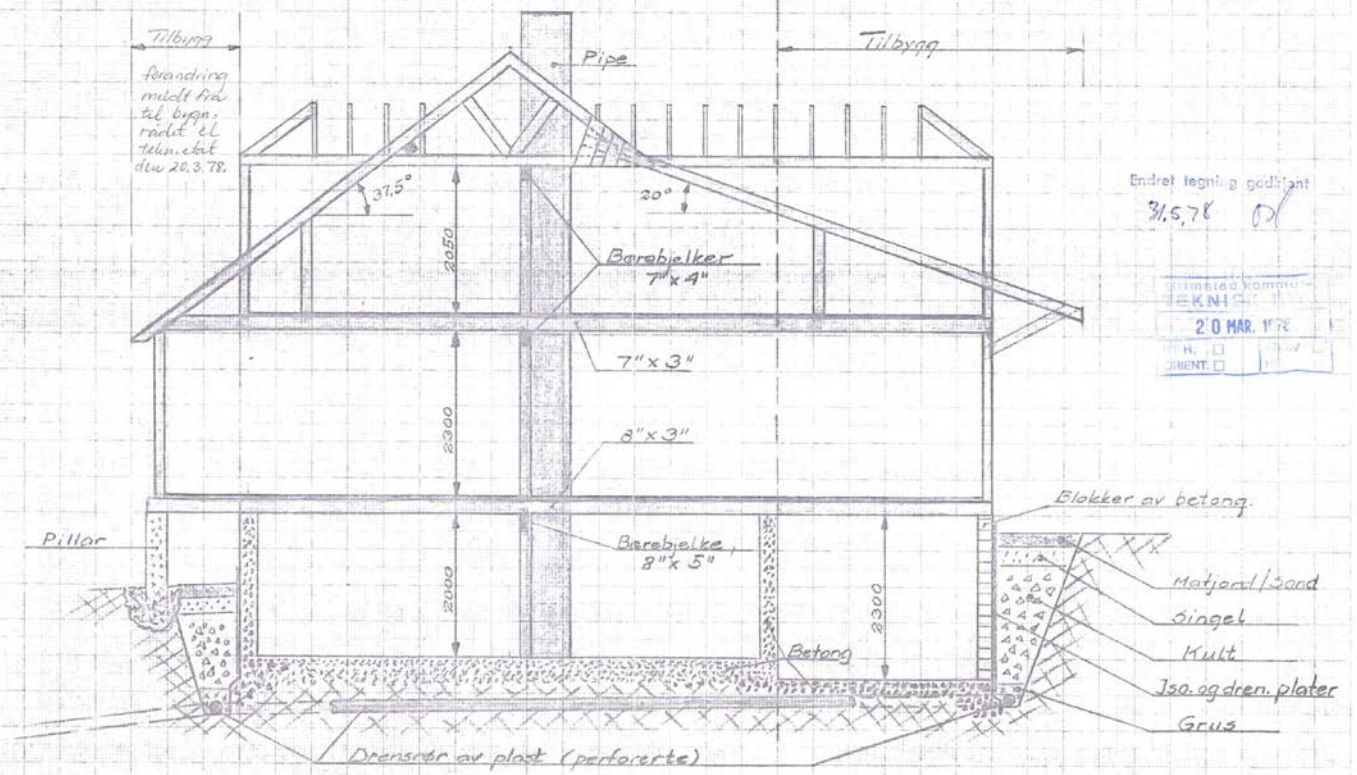 Tilbygg
forandring
meldt fra
til bygn.
rådet el
tekn. etat
den 20.3.78.
Pipe
Tilbygg
37,5°
20°
2050
Bærebjelker
7" x 4"
Endret tegning godkjent
31.5.78
kommu
TEKNISK
20 MAR. 1978
H.
ORIENT.
7" x 3"
2300
8" x 3"
Blokker av betong.
Pillar
Bærebjelke
8" x 5"
2000
2300
Matjord/Sand
Singel
Kult
Betong
Iso. og dren. plater
Grus
Drensrør av plast (perforerte)